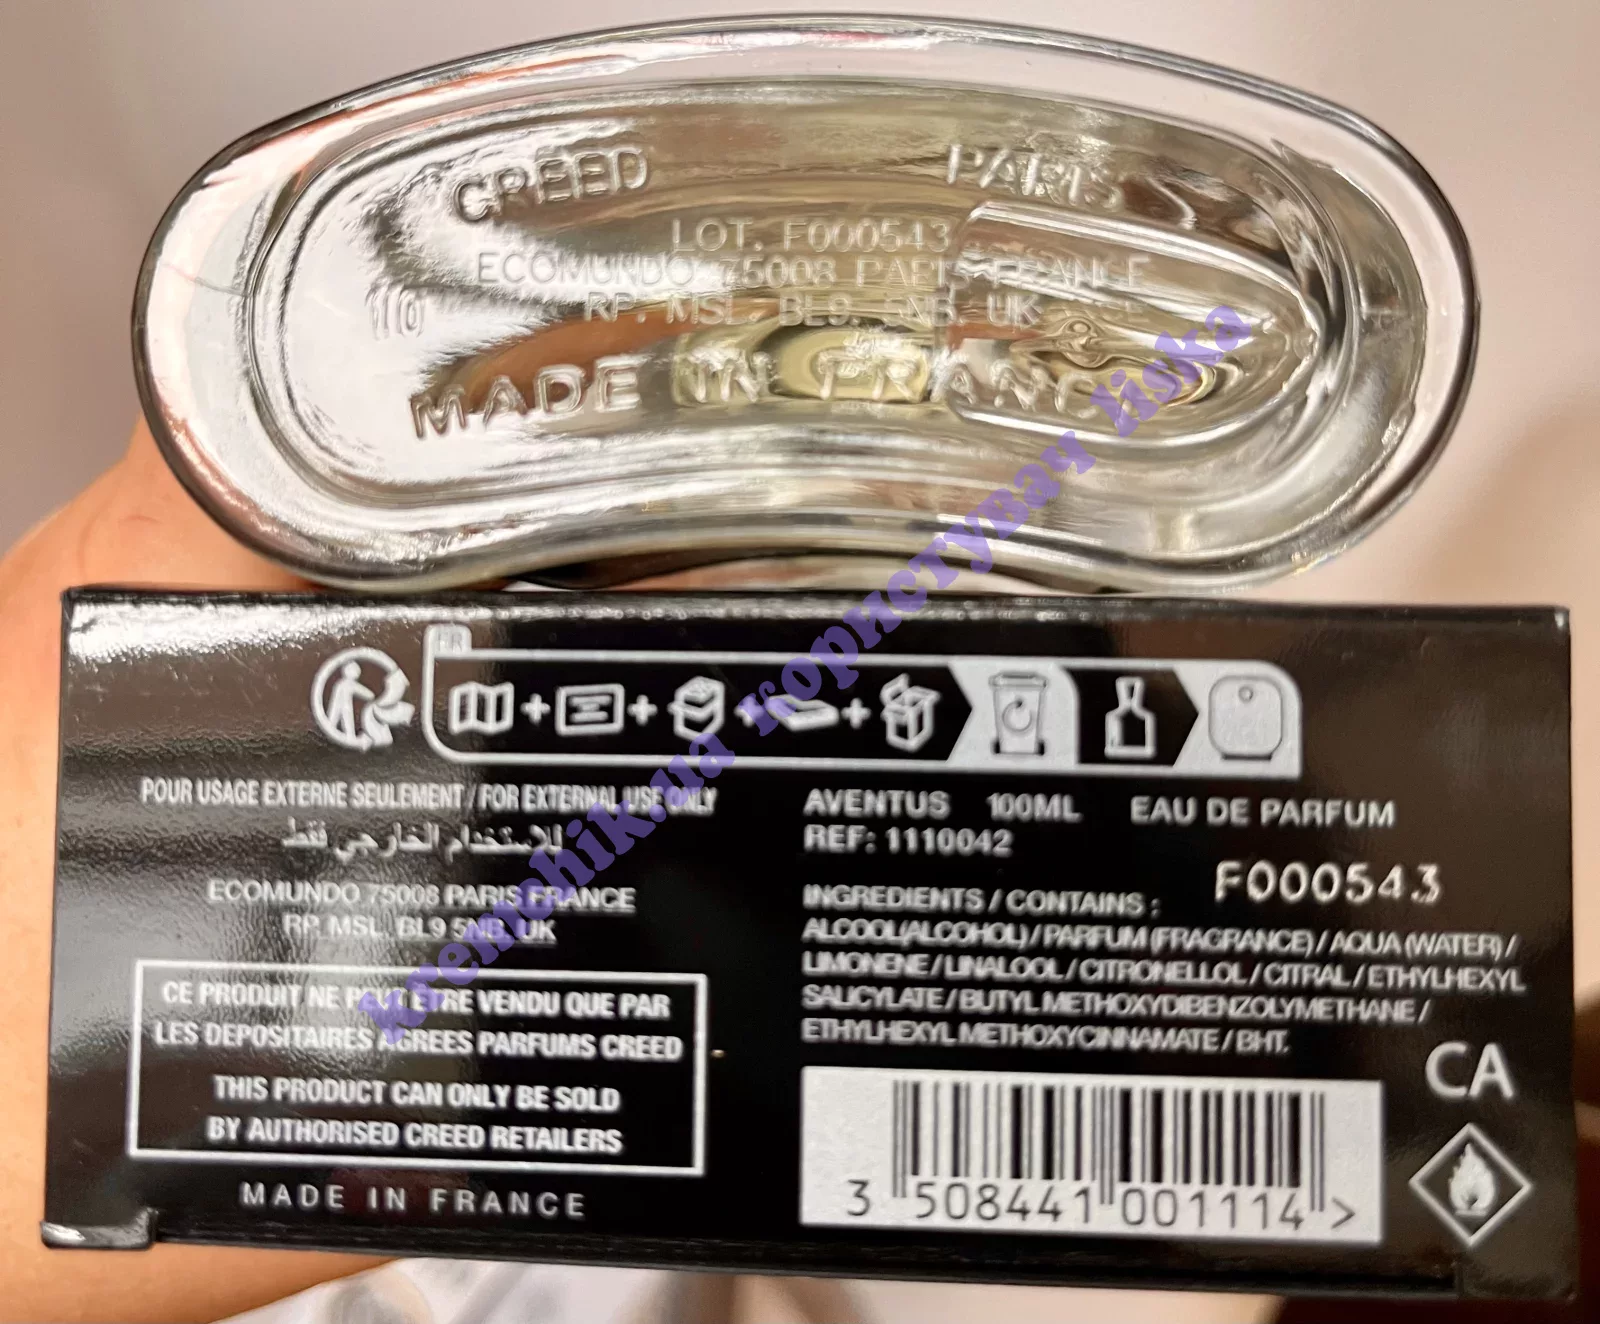 CREED PARIS
LOT. F000543
ECOMUNDO 75008 PARIS FRANCE
RP. MSL. BL9. 5NB. UK
MADE IN FRANCE
FR
POUR USAGE EXTERNE SEULEMENT / FOR EXTERNAL USE ONLY
للاستخدام الخارجي فقط
ECOMUNDO 75008 PARIS FRANCE
RP. MSL. BL9 5NB. UK
CE PRODUIT NE PEUT ETRE VENDU QUE PAR
LES DEPOSITAIRES AGREES PARFUMS CREED
THIS PRODUCT CAN ONLY BE SOLD
BY AUTHORISED CREED RETAILERS
MADE IN FRANCE
AVENTUS 100ML EAU DE PARFUM
REF: 1110042
F000543
INGREDIENTS / CONTAINS :
ALCOOL(ALCOHOL) / PARFUM (FRAGRANCE) / AQUA (WATER) /
LIMONENE / LINALOOL / CITRONELLOL / CITRAL / ETHYLHEXYL
SALICYLATE / BUTYL METHOXYDIBENZOLYMETHANE /
ETHYLHEXYL METHOXYCINNAMATE / BHT.
CA
3 508441 001114 >
kremchik.ua користувач liska